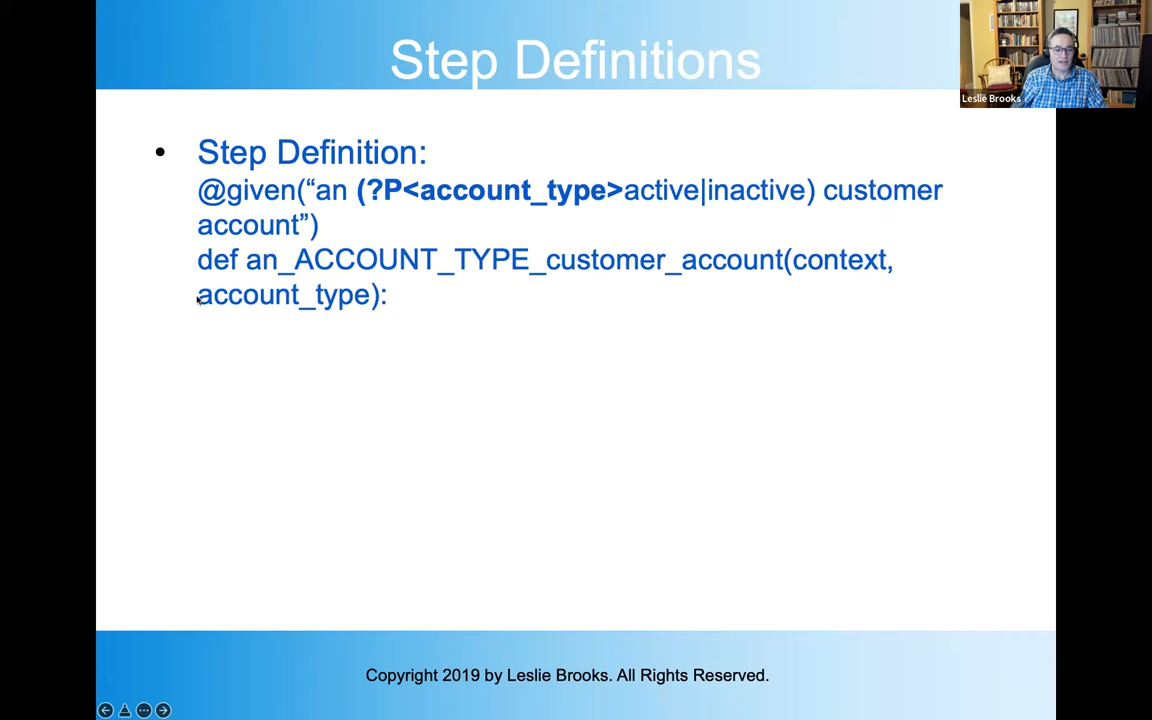 Step Definitions
Leslie Brooks
• Step Definition:
@given(“an (?P<account_type>active|inactive) customer
account”)
def an_ACCOUNT_TYPE_customer_account(context,
account_type):
Copyright 2019 by Leslie Brooks. All Rights Reserved.